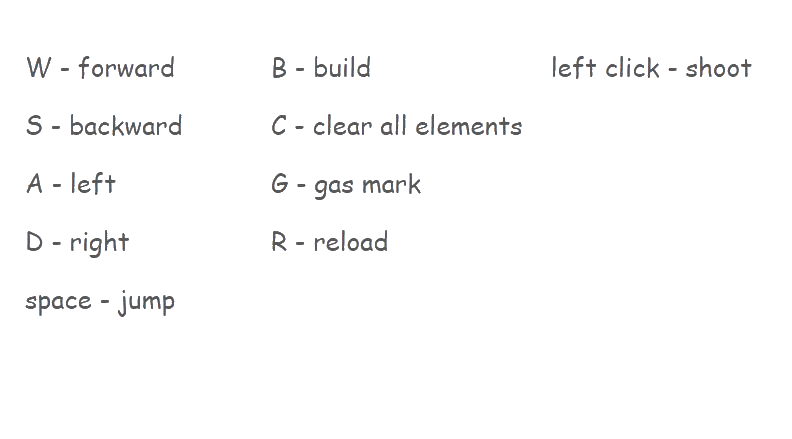 W - forward
S - backward
A - left
D - right
space - jump
B - build
C - clear all elements
G - gas mark
R - reload
left click - shoot